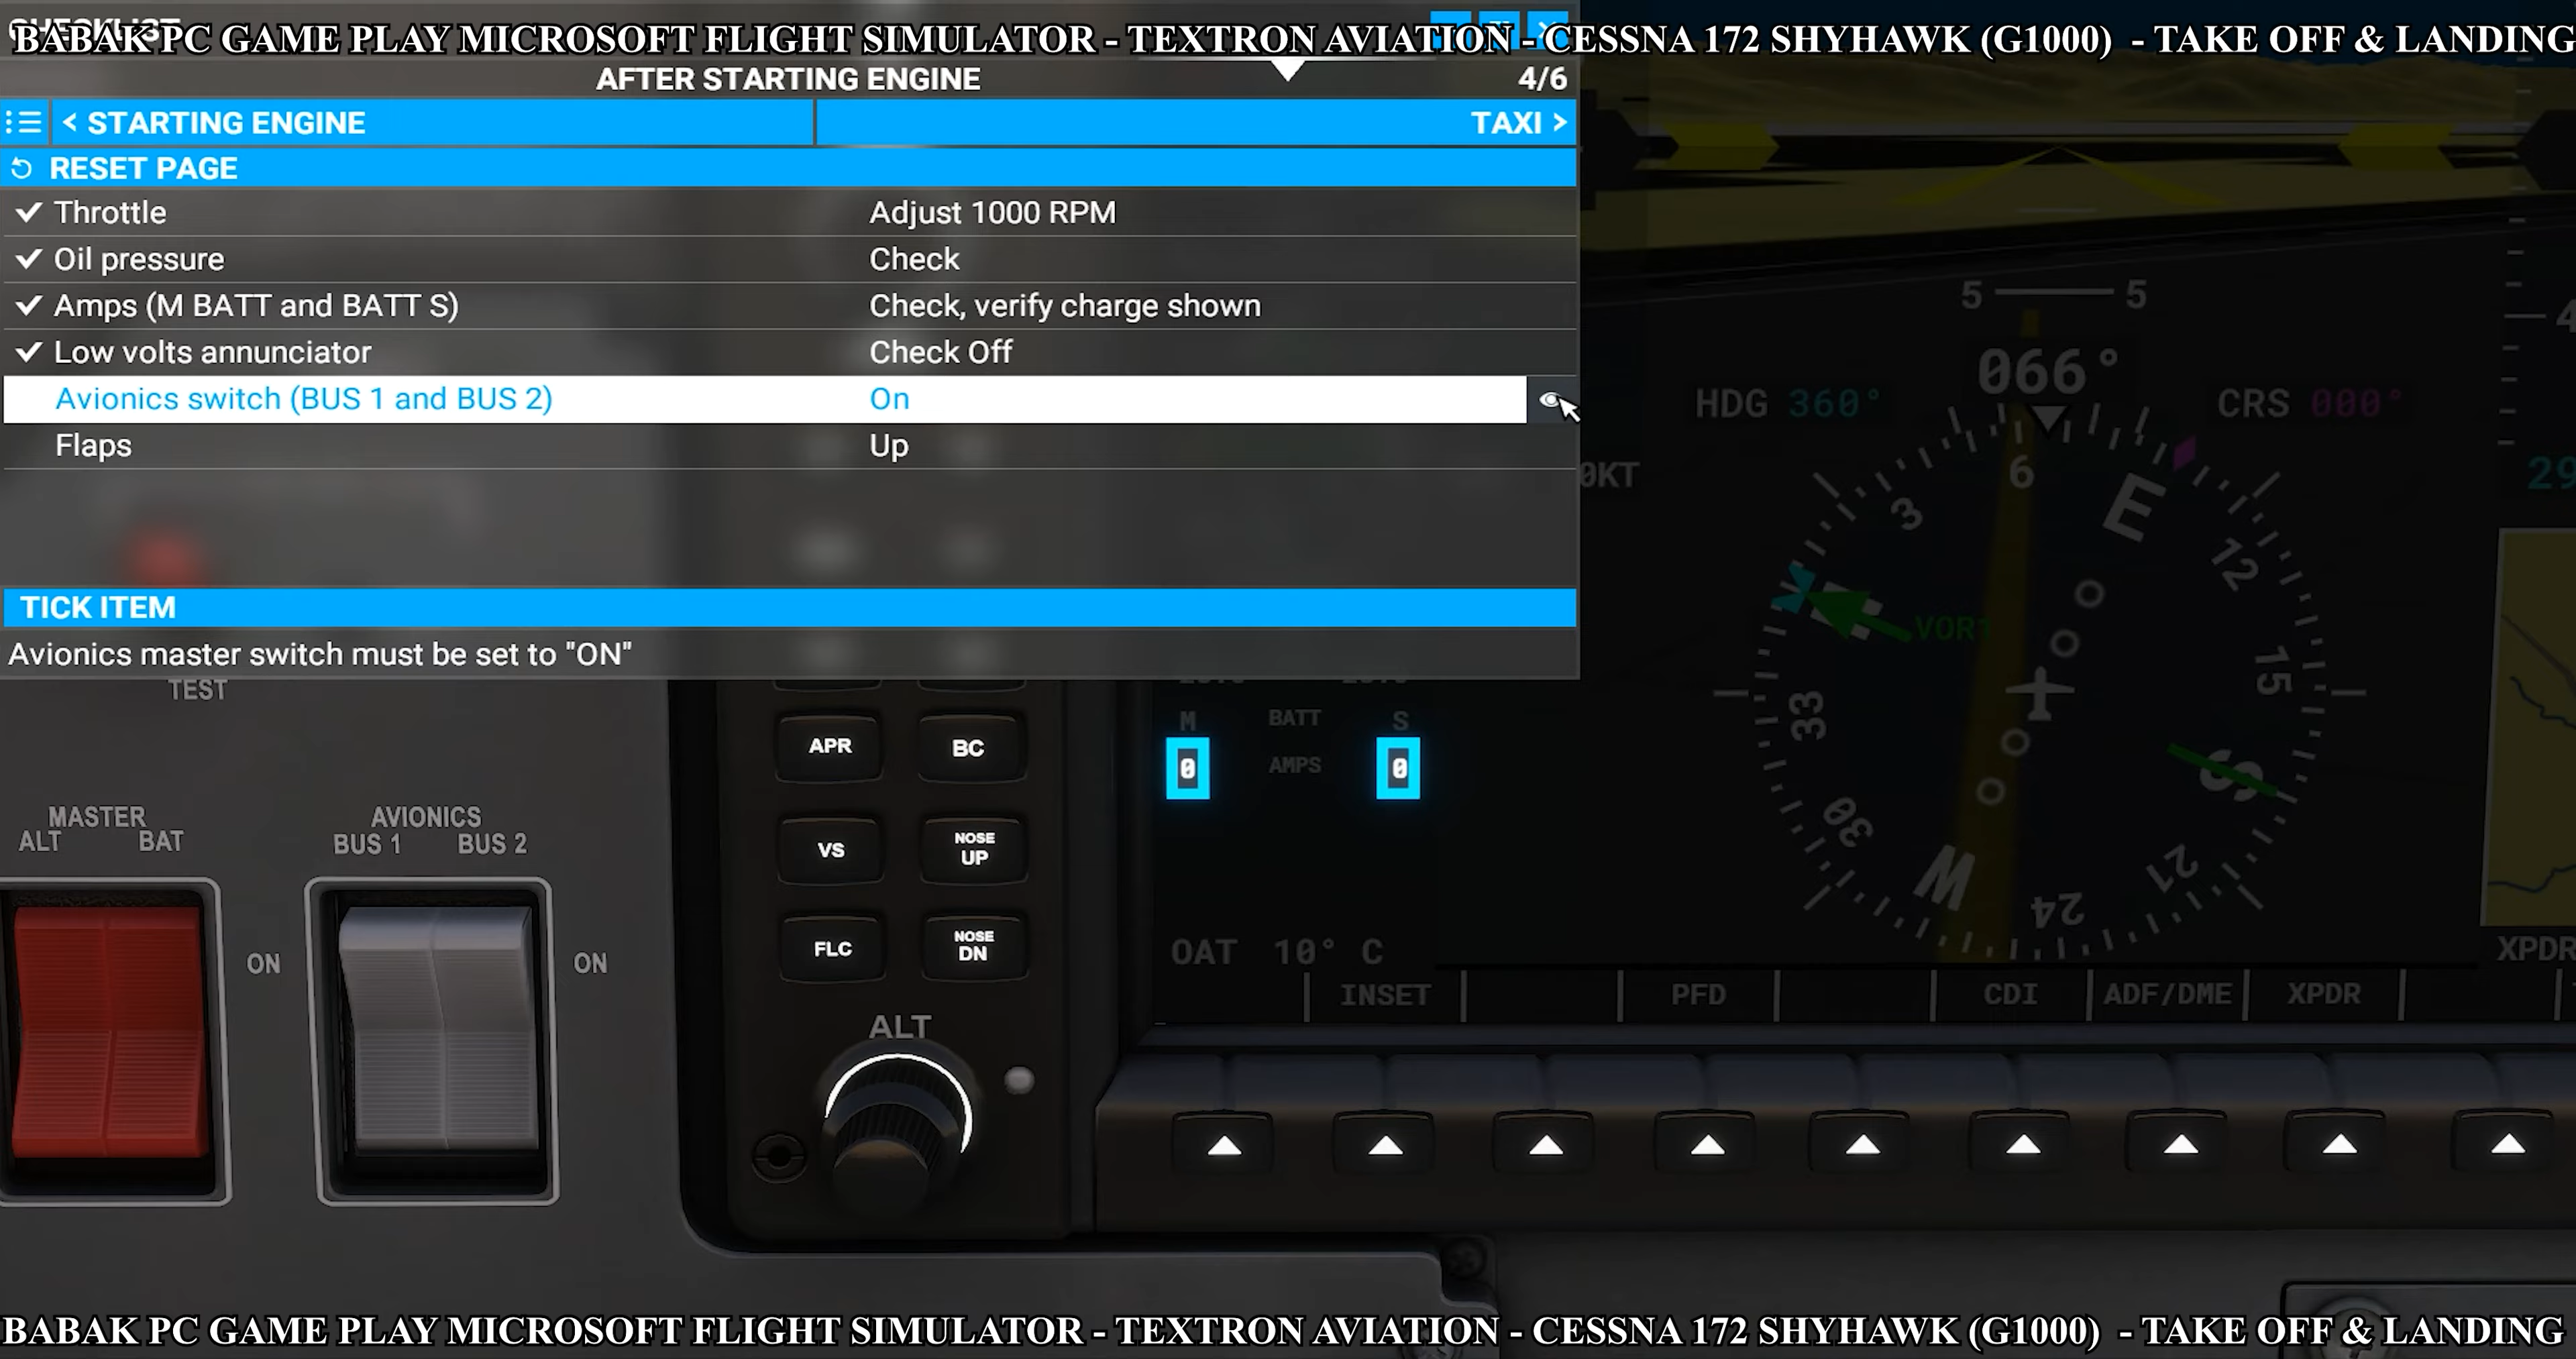 CHECKLIST
BABAK PC GAME PLAY MICROSOFT FLIGHT SIMULATOR - TEXTRON AVIATION - CESSNA 172 SHYHAWK (G1000) - TAKE OFF & LANDING
AFTER STARTING ENGINE 4/6
< STARTING ENGINE TAXI >
RESET PAGE
Throttle Adjust 1000 RPM
Oil pressure Check
Amps (M BATT and BATT S) Check, verify charge shown
Low volts annunciator Check Off
Avionics switch (BUS 1 and BUS 2) On
Flaps Up
TICK ITEM
Avionics master switch must be set to "ON"
TEST
MASTER
ALT BAT
ON
AVIONICS
BUS 1 BUS 2
ON
APR BC
VS NOSE UP
FLC NOSE DN
ALT
M BATT S
0 AMPS 0
OAT 10° C
5 5
066°
HDG 360° CRS 000°
0KT
29
4
3 6 E 12 15 S 21 24 W 30 33
VOR1
XPDR
INSET PFD CDI ADF/DME XPDR
BABAK PC GAME PLAY MICROSOFT FLIGHT SIMULATOR - TEXTRON AVIATION - CESSNA 172 SHYHAWK (G1000) - TAKE OFF & LANDING